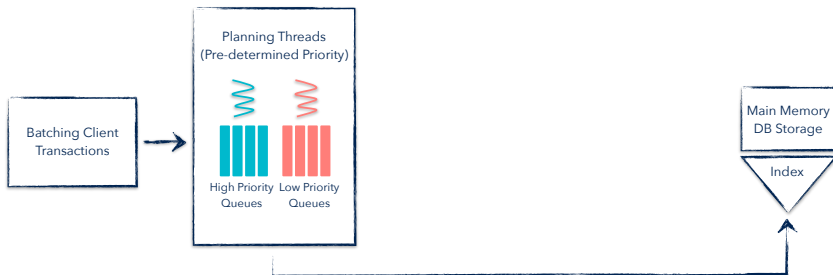 Planning Threads
(Pre-determined Priority)
Batching Client
Transactions
High Priority
Queues
Low Priority
Queues
Main Memory
DB Storage
Index